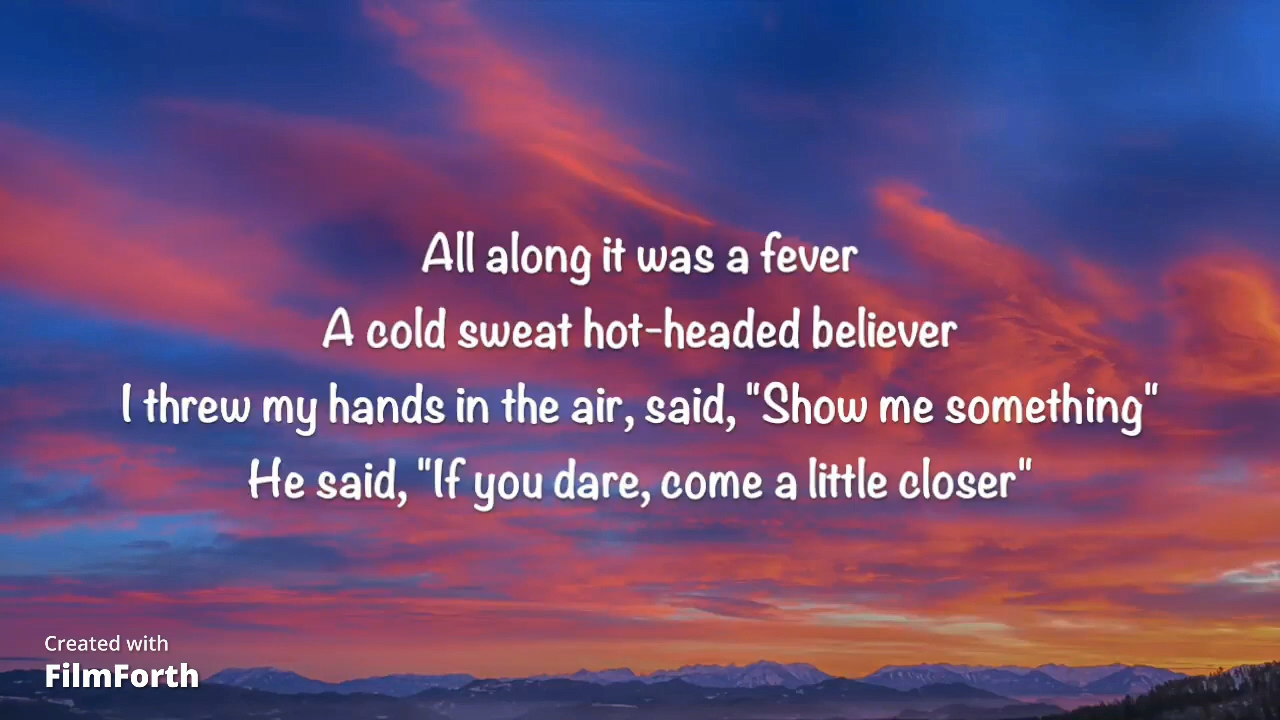 All along it was a fever
A cold sweat hot-headed believer
I threw my hands in the air, said, "Show me something"
He said, "If you dare, come a little closer"
Created with
FilmForth